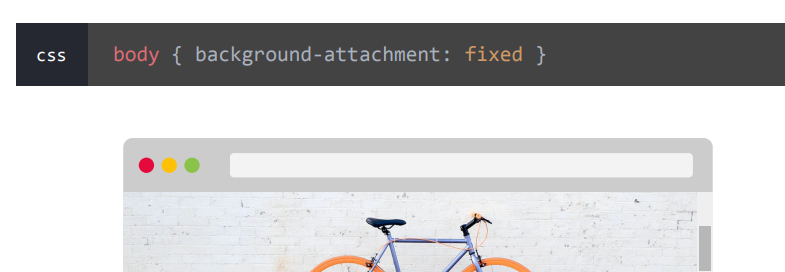 css
body { background-attachment: fixed }